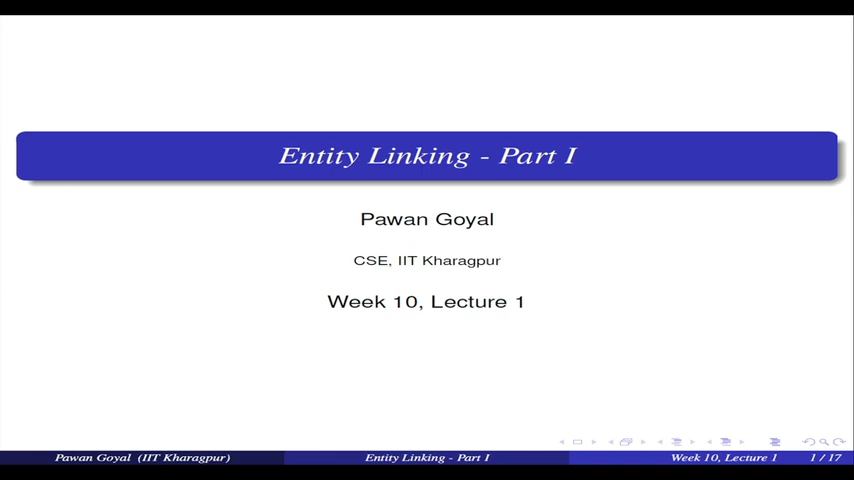 Entity Linking - Part I
Pawan Goyal
CSE, IIT Kharagpur
Week 10, Lecture 1
Pawan Goyal (IIT Kharagpur) Entity Linking - Part I Week 10, Lecture 1 1 / 17